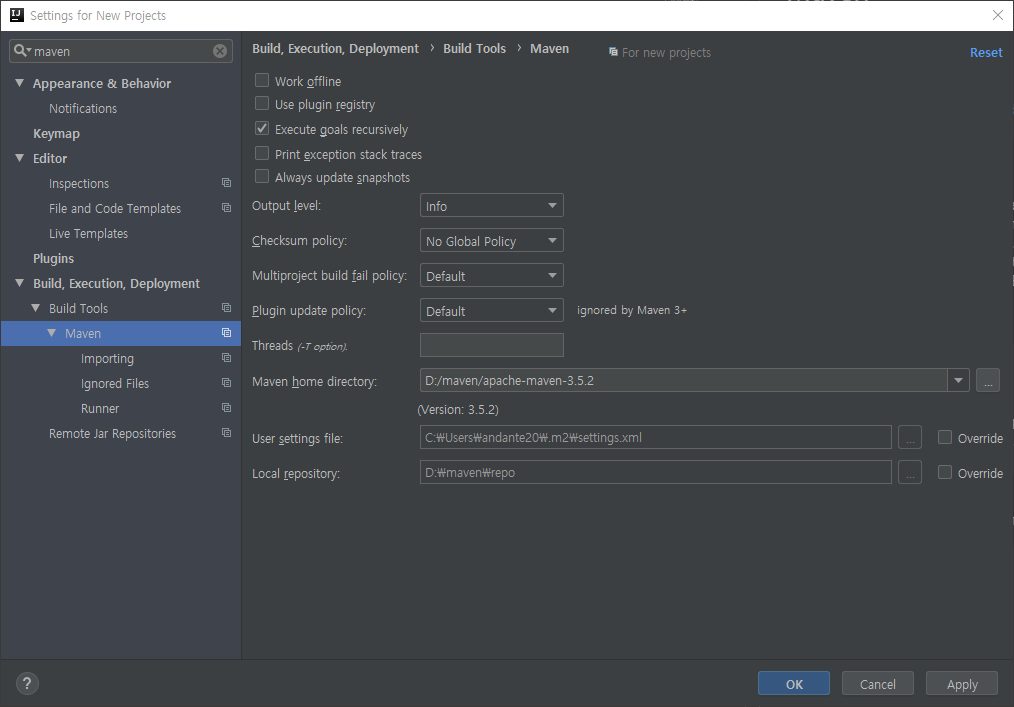 Settings for New Projects
maven
Appearance & Behavior
Notifications
Keymap
Editor
Inspections
File and Code Templates
Live Templates
Plugins
Build, Execution, Deployment
Build Tools
Maven
Importing
Ignored Files
Runner
Remote Jar Repositories
Build, Execution, Deployment › Build Tools › Maven
For new projects
Reset
Work offline
Use plugin registry
Execute goals recursively
Print exception stack traces
Always update snapshots
Output level: Info
Checksum policy: No Global Policy
Multiproject build fail policy: Default
Plugin update policy: Default ignored by Maven 3+
Threads (-T option).
Maven home directory: D:/maven/apache-maven-3.5.2 ...
(Version: 3.5.2)
User settings file: C:₩Users₩andante20₩.m2₩settings.xml ... Override
Local repository: D:₩maven₩repo ... Override
? OK Cancel Apply